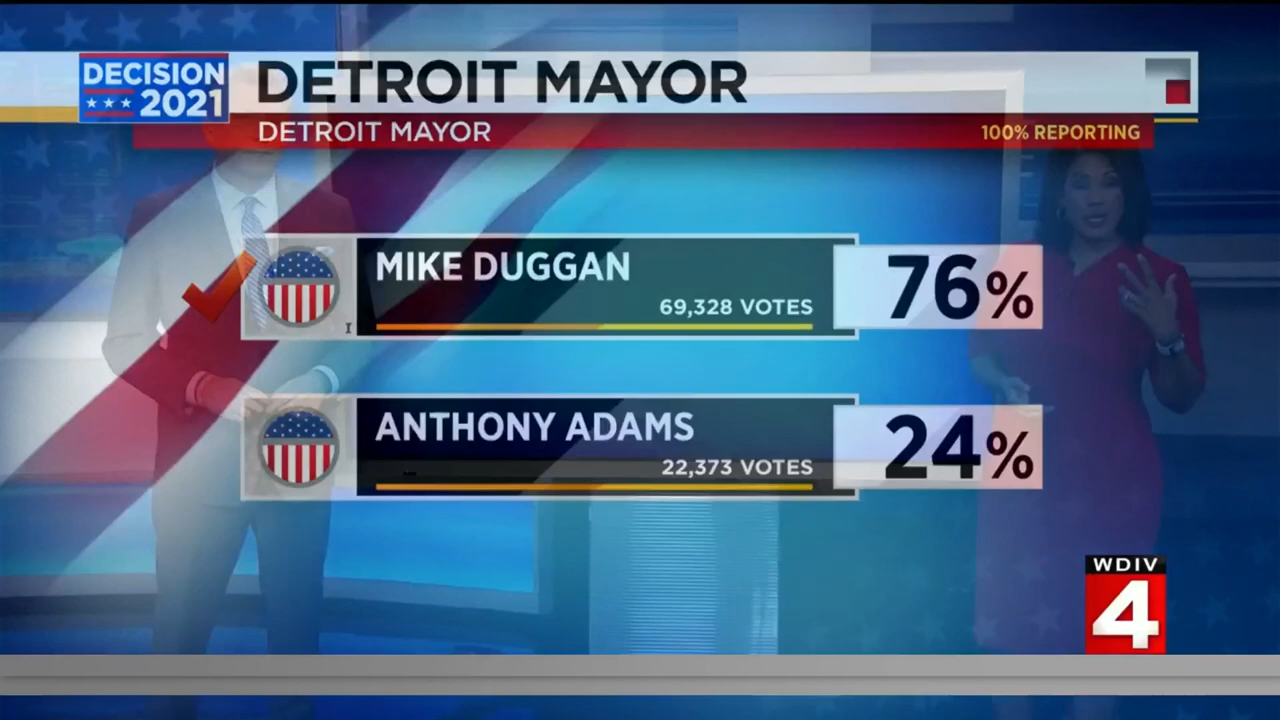 DECISION
2021
DETROIT MAYOR
DETROIT MAYOR
100% REPORTING
MIKE DUGGAN
69,328 VOTES
76%
ANTHONY ADAMS
22,373 VOTES
24%
WDIV
4